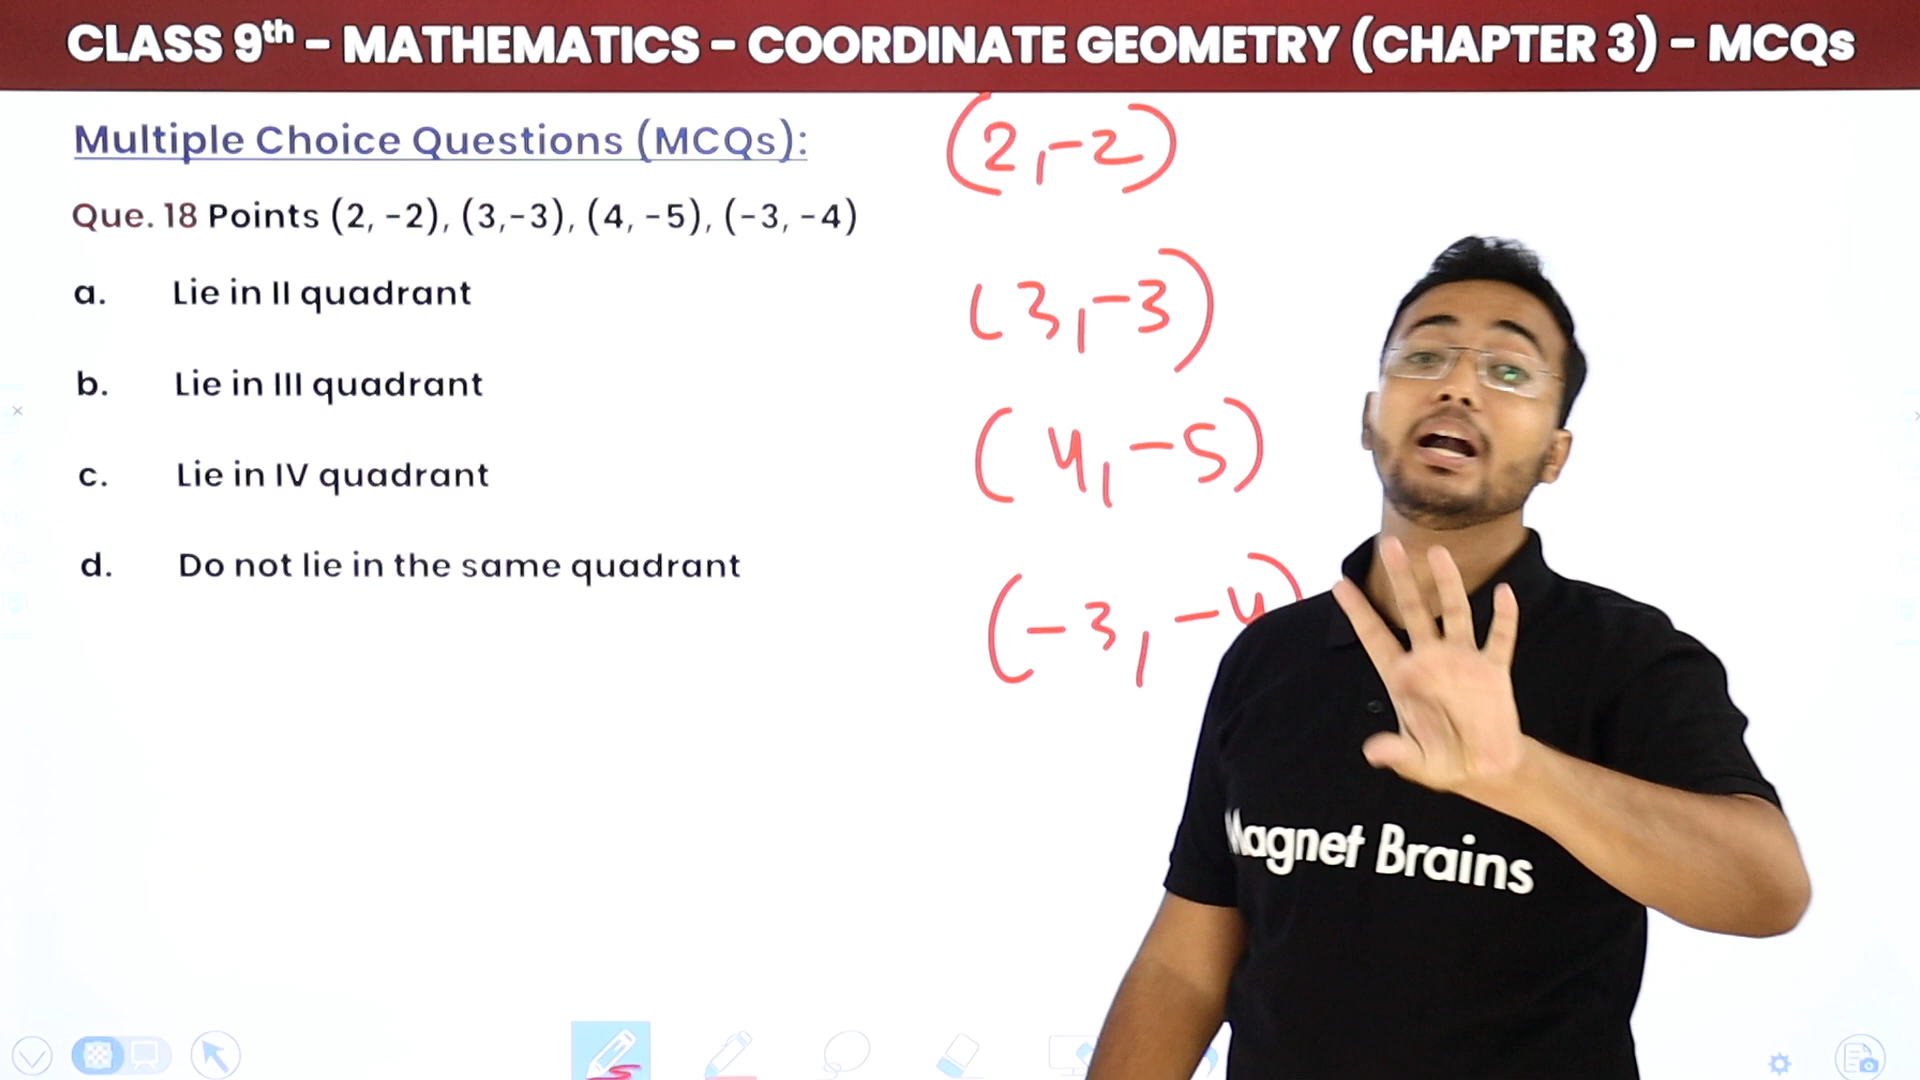 CLASS 9th - MATHEMATICS - COORDINATE GEOMETRY (CHAPTER 3) - MCQs
Multiple Choice Questions (MCQs):
Que. 18 Points (2, -2), (3,-3), (4, -5), (-3, -4)
a. Lie in II quadrant
b. Lie in III quadrant
c. Lie in IV quadrant
d. Do not lie in the same quadrant
(2,-2)
(3,-3)
(4,-5)
(-3,-4)
Magnet Brains